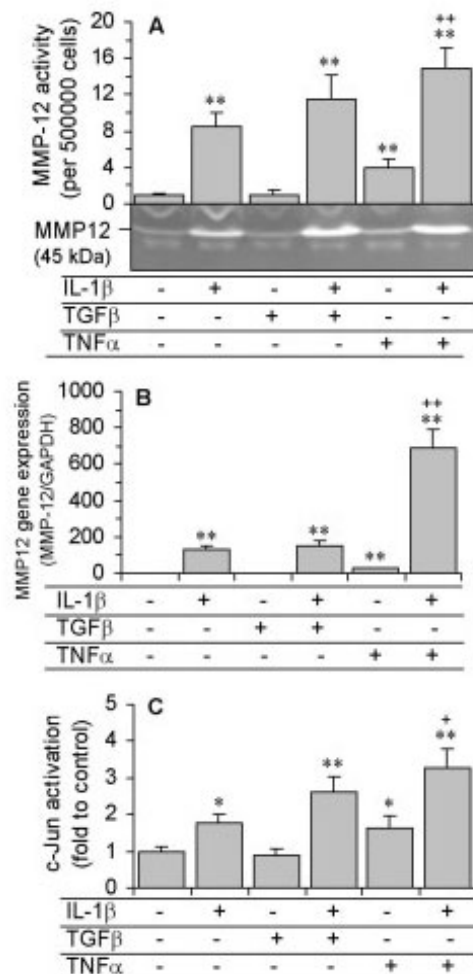 A
MMP-12 activity
(per 500000 cells)
20
16
12
8
4
0
**
**
**
++
**
MMP12
(45 kDa)
IL-1β - + - + - +
TGFβ - - + + - -
TNFα - - - - + +
B
MMP12 gene expression
(MMP-12/GAPDH)
1000
800
600
400
200
0
**
**
**
++
**
IL-1β - + - + - +
TGFβ - - + + - -
TNFα - - - - + +
C
c-Jun activation
(fold to control)
5
4
3
2
1
0
*
**
*
+
**
IL-1β - + - + - +
TGFβ - - + + - -
TNFα - - - - + +